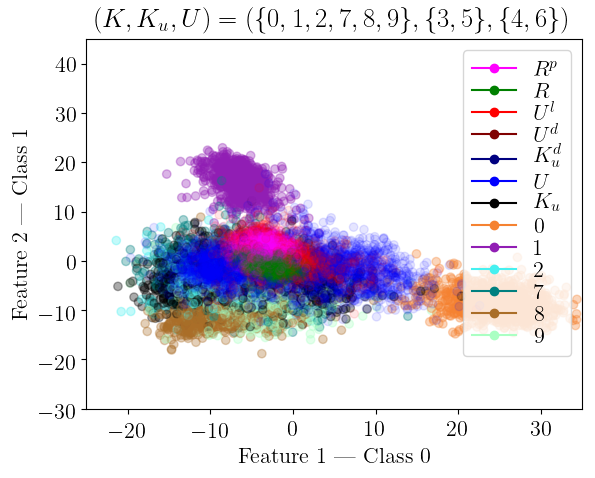 (K, K_u, U) = ({0, 1, 2, 7, 8, 9}, {3, 5}, {4, 6})
40
30
20
10
0
−10
−20
−30
Feature 2 — Class 1
R^p
R
U^l
U^d
K_u^d
U
K_u
0
1
2
7
8
9
−20 −10 0 10 20 30
Feature 1 — Class 0